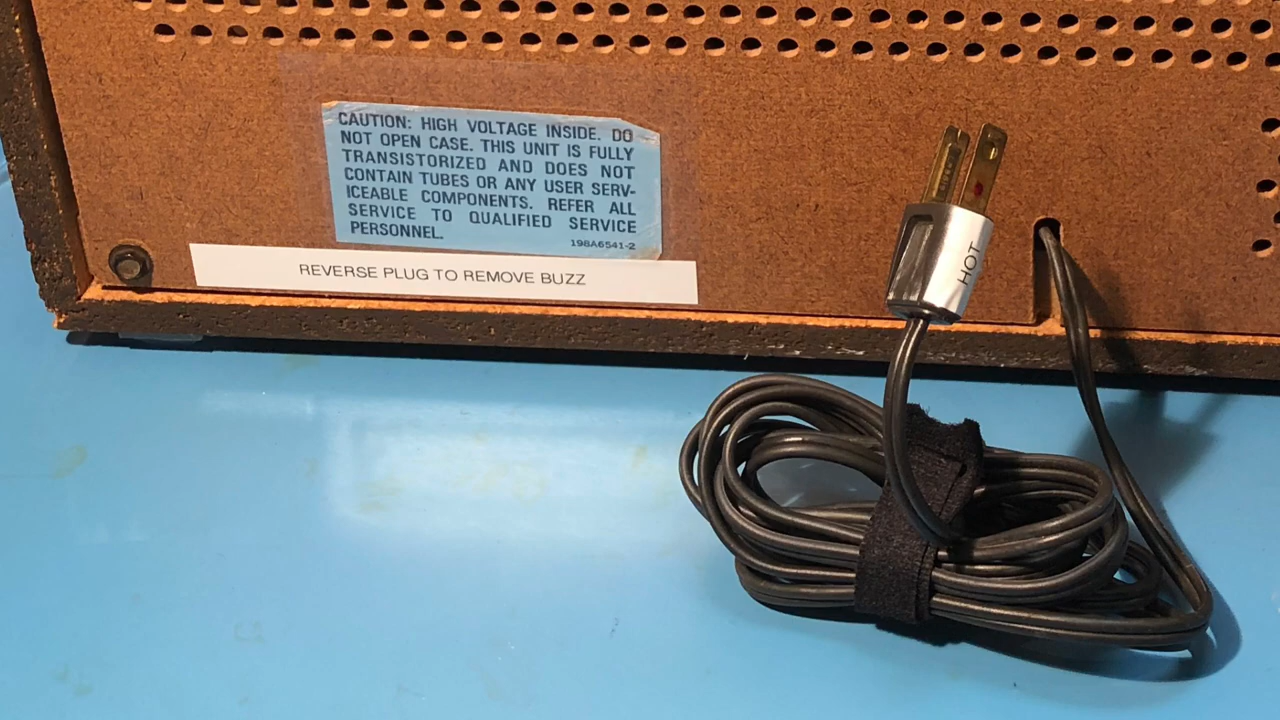 CAUTION: HIGH VOLTAGE INSIDE. DO
NOT OPEN CASE. THIS UNIT IS FULLY
TRANSISTORIZED AND DOES NOT
CONTAIN TUBES OR ANY USER SERV-
ICEABLE COMPONENTS. REFER ALL
SERVICE TO QUALIFIED SERVICE
PERSONNEL.
198A6541-2
REVERSE PLUG TO REMOVE BUZZ
HOT